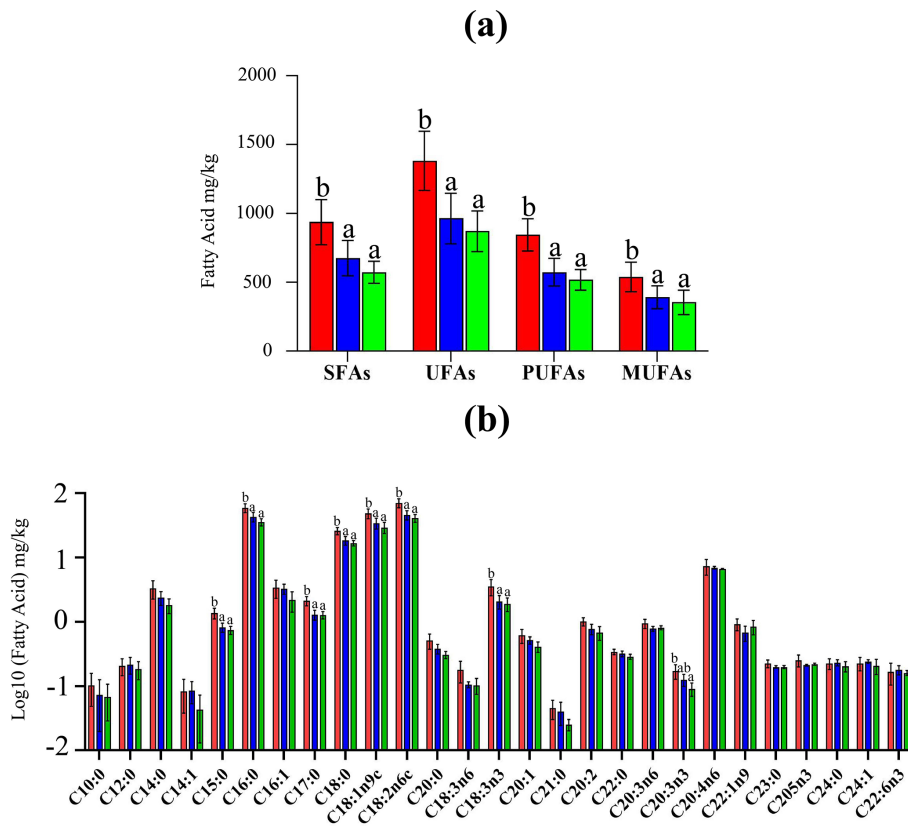 (a)
Fatty Acid mg/kg
2000
1500
1000
500
0
b a a
b a a
b a a
b a a
SFAs UFAs PUFAs MUFAs
(b)
Log10 (Fatty Acid) mg/kg
2
1
0
-1
-2
b a a
b a a
b a a
b a a
b a a
b a a
b a a
b ab a
C10:0 C12:0 C14:0 C14:1 C15:0 C16:0 C16:1 C17:0 C18:0 C18:1n9c C18:2n6c C20:0 C18:3n6 C18:3n3 C20:1 C21:0 C20:2 C22:0 C20:3n6 C20:3n3 C20:4n6 C22:1n9 C23:0 C205n3 C24:0 C24:1 C22:6n3